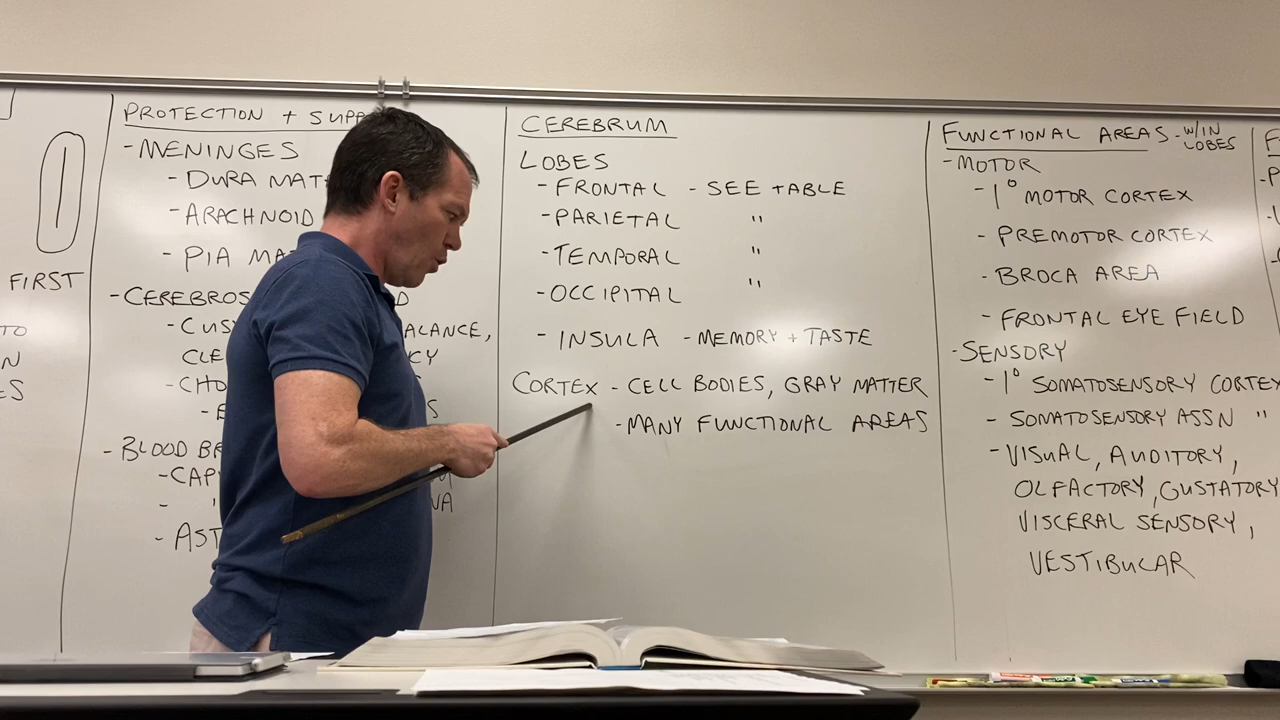 FIRST
TO
N
ES
PROTECTION + SUPP
- MENINGES
- DURA MAT
- ARACHNOID
- PIA MA
- CEREBROS
- CUS ALANCE,
CLE CY
- CHO
S
- BLOOD BR
- CAP
- " NA
- AST
CEREBRUM
LOBES
- FRONTAL - SEE TABLE
- PARIETAL "
- TEMPORAL "
- OCCIPITAL "
- INSULA - MEMORY + TASTE
CORTEX - CELL BODIES, GRAY MATTER
- MANY FUNCTIONAL AREAS
FUNCTIONAL AREAS - W/IN LOBES
- MOTOR
- 1° MOTOR CORTEX
- PREMOTOR CORTEX
- BROCA AREA
- FRONTAL EYE FIELD
- SENSORY
- 1° SOMATOSENSORY CORTEX
- SOMATOSENSORY ASSN "
- VISUAL, AUDITORY,
OLFACTORY, GUSTATORY
VISCERAL SENSORY,
VESTIBULAR